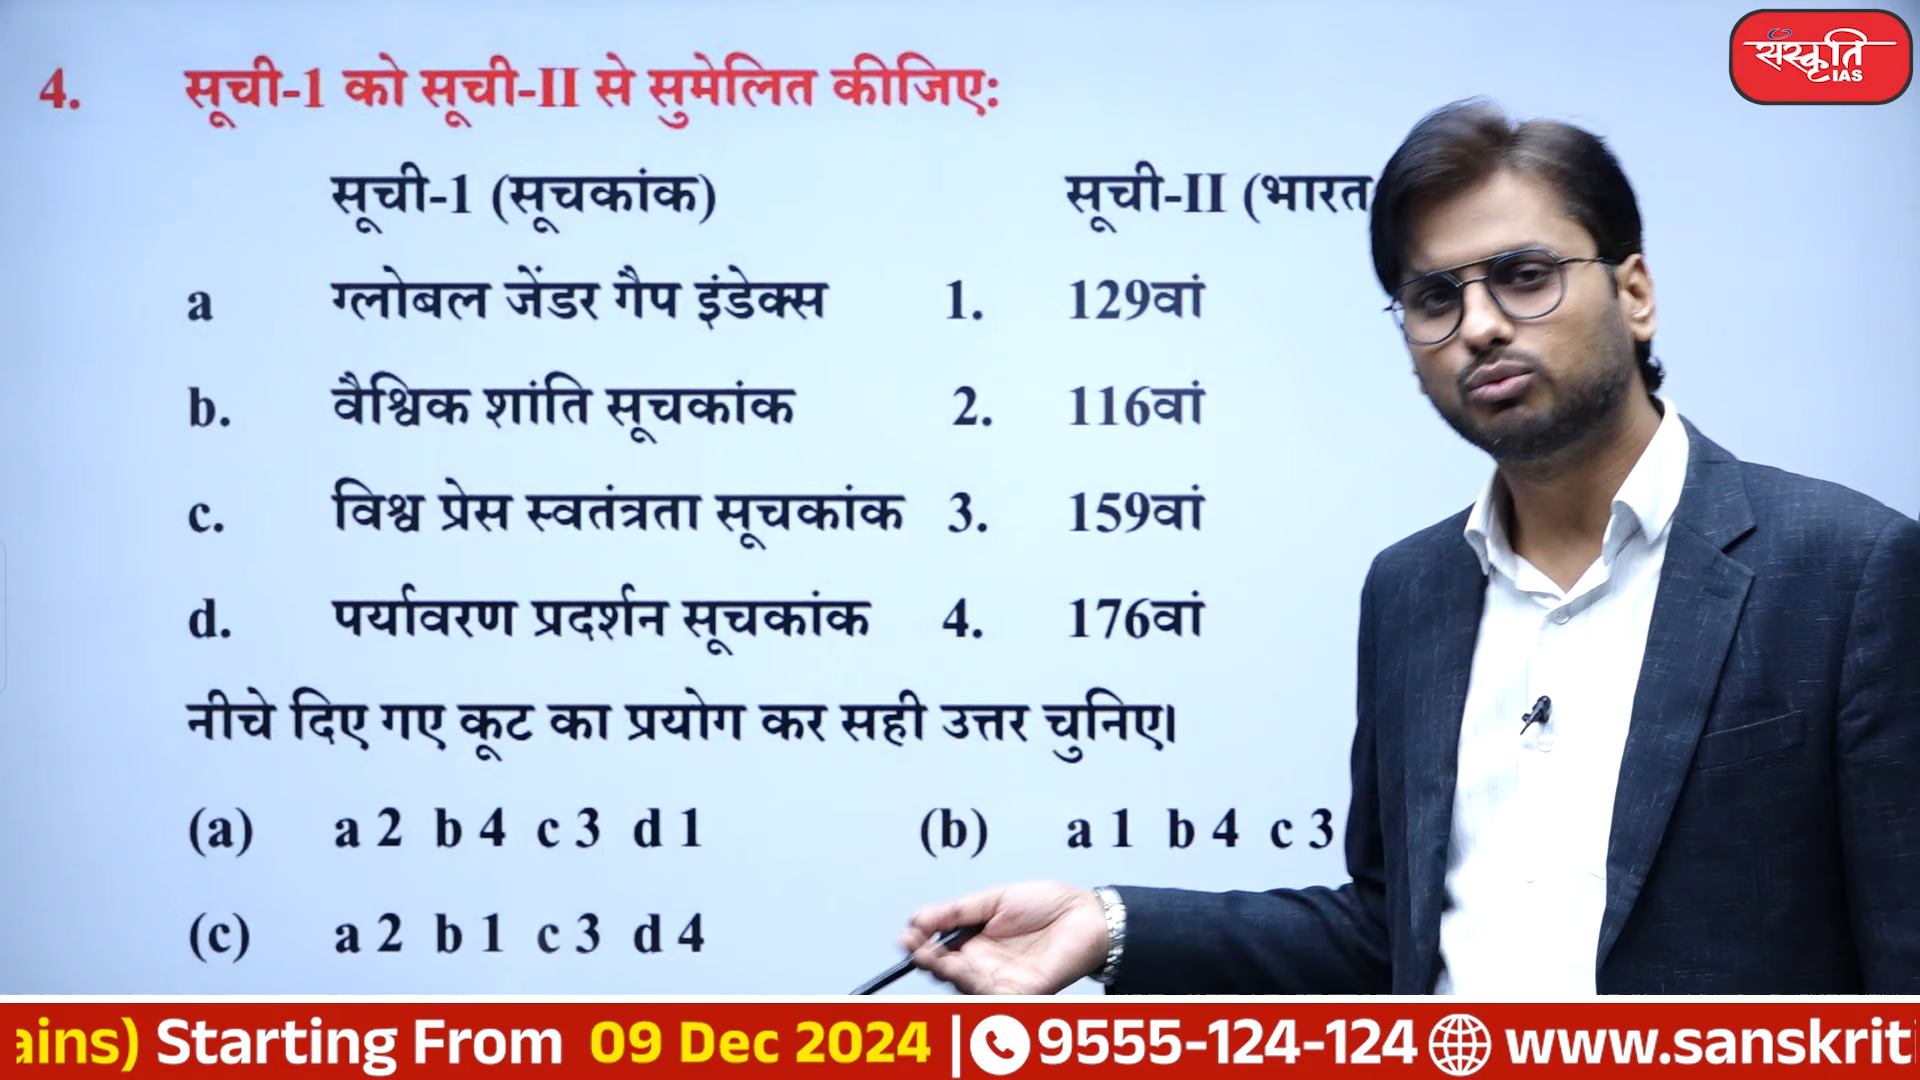 संस्कृति
IAS
4. सूची-1 को सूची-II से सुमेलित कीजिए:
सूची-1 (सूचकांक) सूची-II (भारत
a ग्लोबल जेंडर गैप इंडेक्स 1. 129वां
b. वैश्विक शांति सूचकांक 2. 116वां
c. विश्व प्रेस स्वतंत्रता सूचकांक 3. 159वां
d. पर्यावरण प्रदर्शन सूचकांक 4. 176वां
नीचे दिए गए कूट का प्रयोग कर सही उत्तर चुनिए।
(a) a 2 b 4 c 3 d 1 (b) a 1 b 4 c 3
(c) a 2 b 1 c 3 d 4
ains) Starting From 09 Dec 2024 | 9555-124-124 www.sanskriti